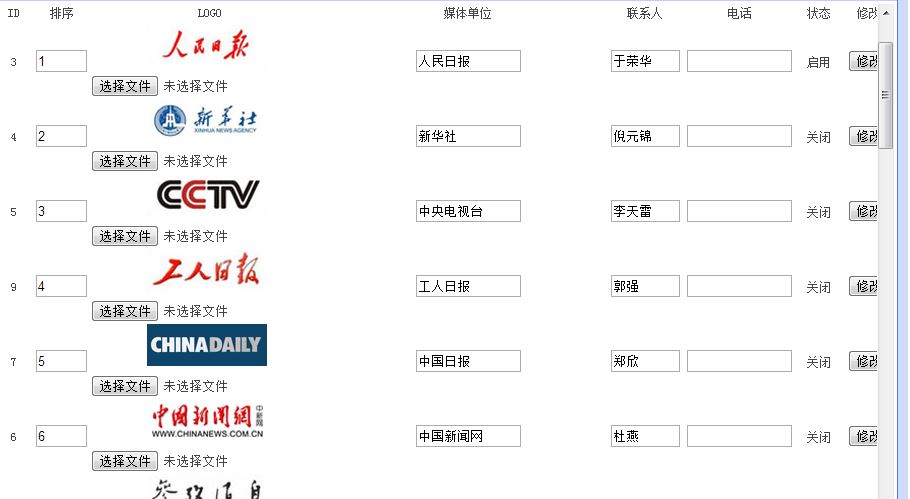 ID 排序 LOGO 媒体单位 联系人 电话 状态 修改
人民日报
3 1 人民日报 于荣华 启用 修改
选择文件 未选择文件
新华社
XINHUA NEWS AGENCY
4 2 新华社 倪元锦 关闭 修改
选择文件 未选择文件
CCTV
5 3 中央电视台 李天雷 关闭 修改
选择文件 未选择文件
工人日报
9 4 工人日报 郭强 关闭 修改
选择文件 未选择文件
CHINADAILY
7 5 中国日报 郑欣 关闭 修改
选择文件 未选择文件
中國新聞網 中新网
WWW.CHINANEWS.COM.CN
6 6 中国新闻网 杜燕 关闭 修改
选择文件 未选择文件